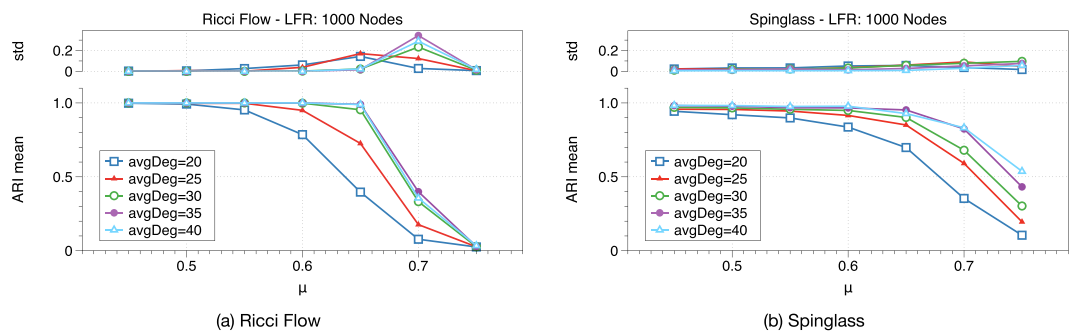 Ricci Flow - LFR: 1000 Nodes
std
0.2
0
ARI mean
1.0
0.5
0
avgDeg=20
avgDeg=25
avgDeg=30
avgDeg=35
avgDeg=40
0.5
0.6
0.7
μ
(a) Ricci Flow
Spinglass - LFR: 1000 Nodes
std
0.2
0
ARI mean
1.0
0.5
0
avgDeg=20
avgDeg=25
avgDeg=30
avgDeg=35
avgDeg=40
0.5
0.6
0.7
μ
(b) Spinglass